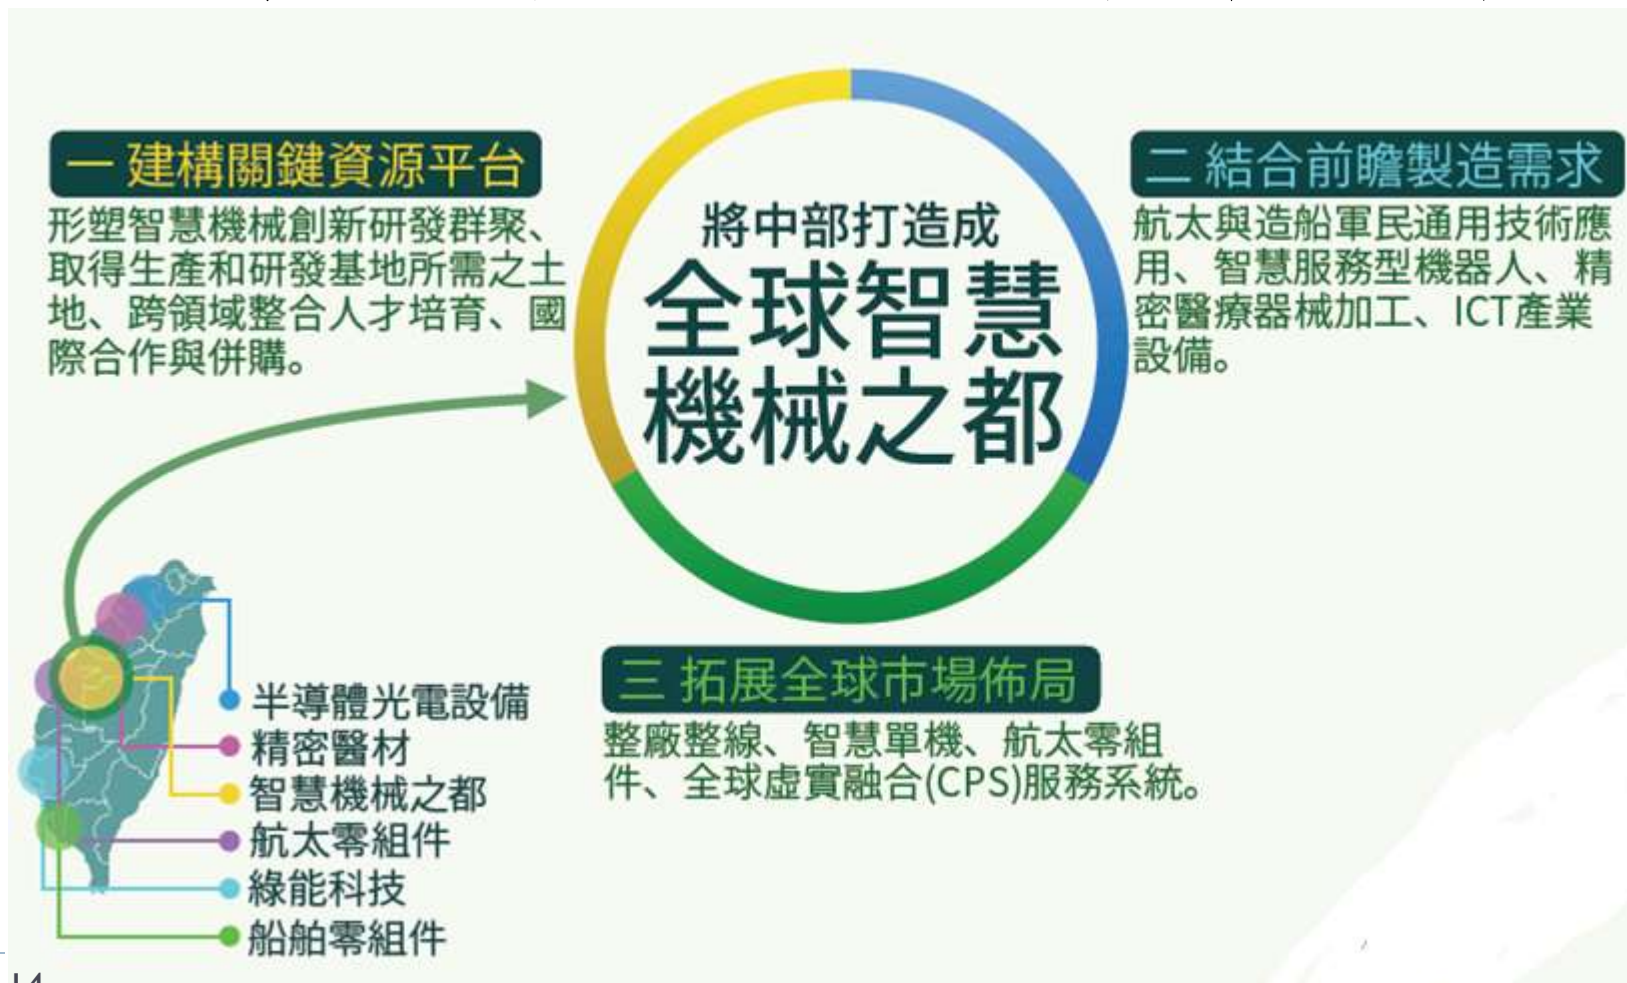 一 建構關鍵資源平台
形塑智慧機械創新研發群聚、
取得生產和研發基地所需之土
地、跨領域整合人才培育、國
際合作與併購。
將中部打造成
全球智慧
機械之都
二 結合前瞻製造需求
航太與造船軍民通用技術應
用、智慧服務型機器人、精
密醫療器械加工、ICT產業
設備。
三 拓展全球市場佈局
整廠整線、智慧單機、航太零組
件、全球虛實融合(CPS)服務系統。
半導體光電設備
精密醫材
智慧機械之都
航太零組件
綠能科技
船舶零組件